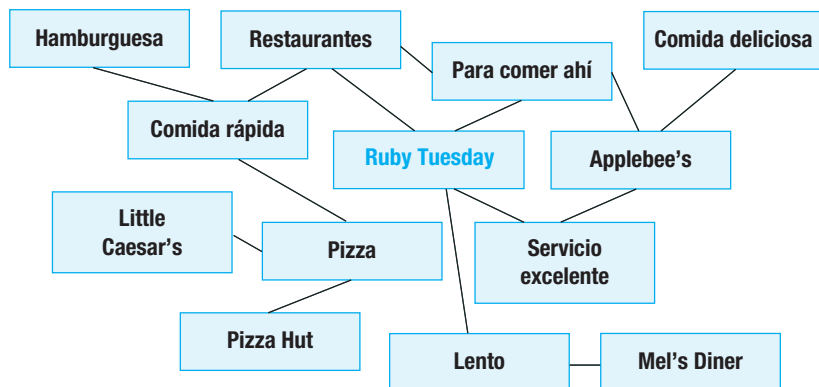 Hamburguesa
Restaurantes
Comida deliciosa
Para comer ahí
Comida rápida
Ruby Tuesday
Applebee's
Little
Caesar's
Pizza
Servicio
excelente
Pizza Hut
Lento
Mel's Diner